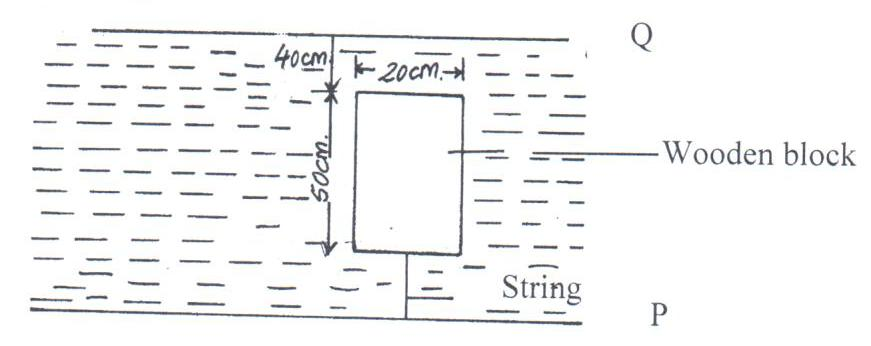 Q
40cm.
20cm.
50cm.
Wooden block
String
P